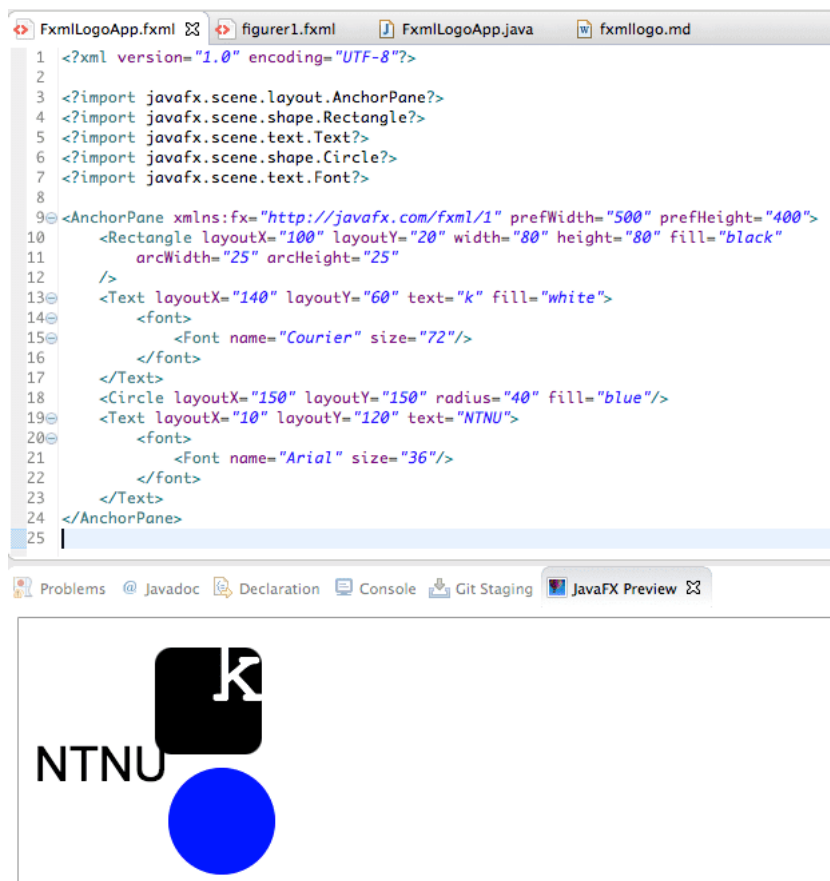 FxmlLogoApp.fxml figurer1.fxml FxmlLogoApp.java fxmllogo.md
1 <?xml version="1.0" encoding="UTF-8"?>
2
3 <?import javafx.scene.layout.AnchorPane?>
4 <?import javafx.scene.shape.Rectangle?>
5 <?import javafx.scene.text.Text?>
6 <?import javafx.scene.shape.Circle?>
7 <?import javafx.scene.text.Font?>
8
9 <AnchorPane xmlns:fx="http://javafx.com/fxml/1" prefWidth="500" prefHeight="400">
10 <Rectangle layoutX="100" layoutY="20" width="80" height="80" fill="black"
11 arcWidth="25" arcHeight="25"
12 />
13 <Text layoutX="140" layoutY="60" text="k" fill="white">
14 <font>
15 <Font name="Courier" size="72"/>
16 </font>
17 </Text>
18 <Circle layoutX="150" layoutY="150" radius="40" fill="blue"/>
19 <Text layoutX="10" layoutY="120" text="NTNU">
20 <font>
21 <Font name="Arial" size="36"/>
22 </font>
23 </Text>
24 </AnchorPane>
25
Problems @ Javadoc Declaration Console Git Staging JavaFX Preview
k
NTNU